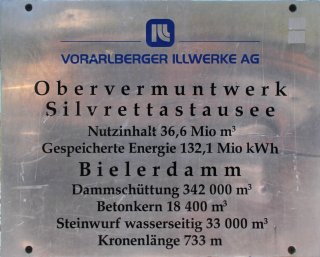 VORARLBERGER ILLWERKE AG
Obervermuntwerk
Silvrettastausee
Nutzinhalt 36,6 Mio m³
Gespeicherte Energie 132,1 Mio kWh
Bielerdamm
Dammschüttung 342 000 m³
Betonkern 18 400 m³
Steinwurf wasserseitig 33 000 m³
Kronenlänge 733 m